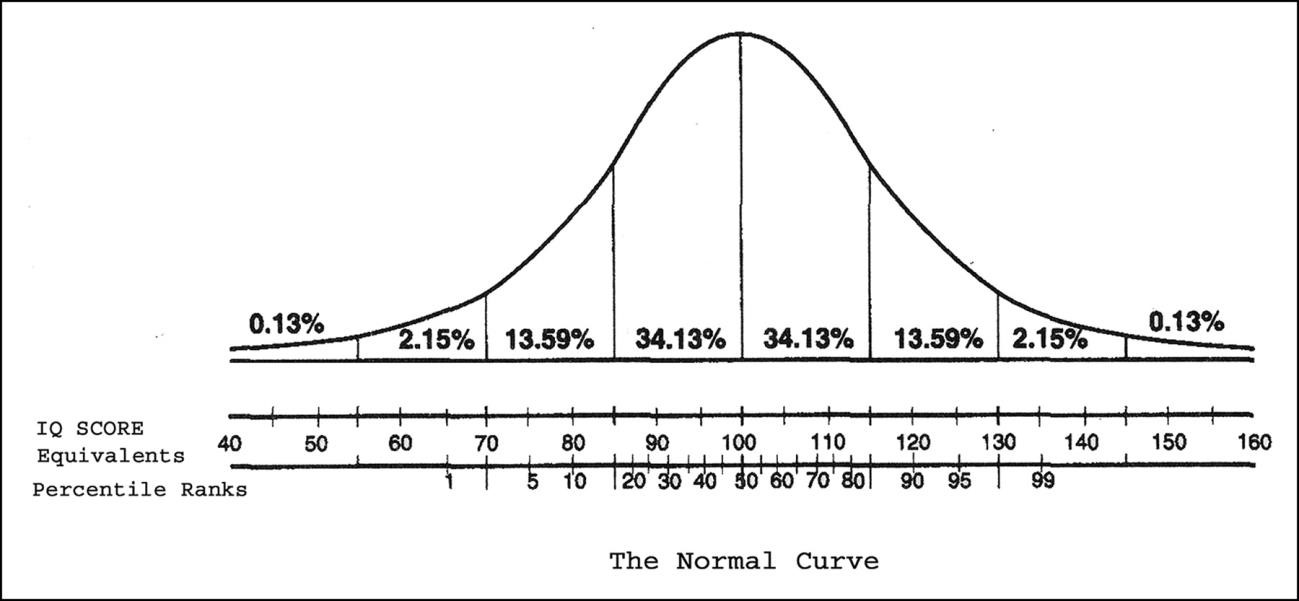 0.13% 2.15% 13.59% 34.13% 34.13% 13.59% 2.15% 0.13%
IQ SCORE
Equivalents
40 50 60 70 80 90 100 110 120 130 140 150 160
Percentile Ranks
1 5 10 20 30 40 50 60 70 80 90 95 99
The Normal Curve